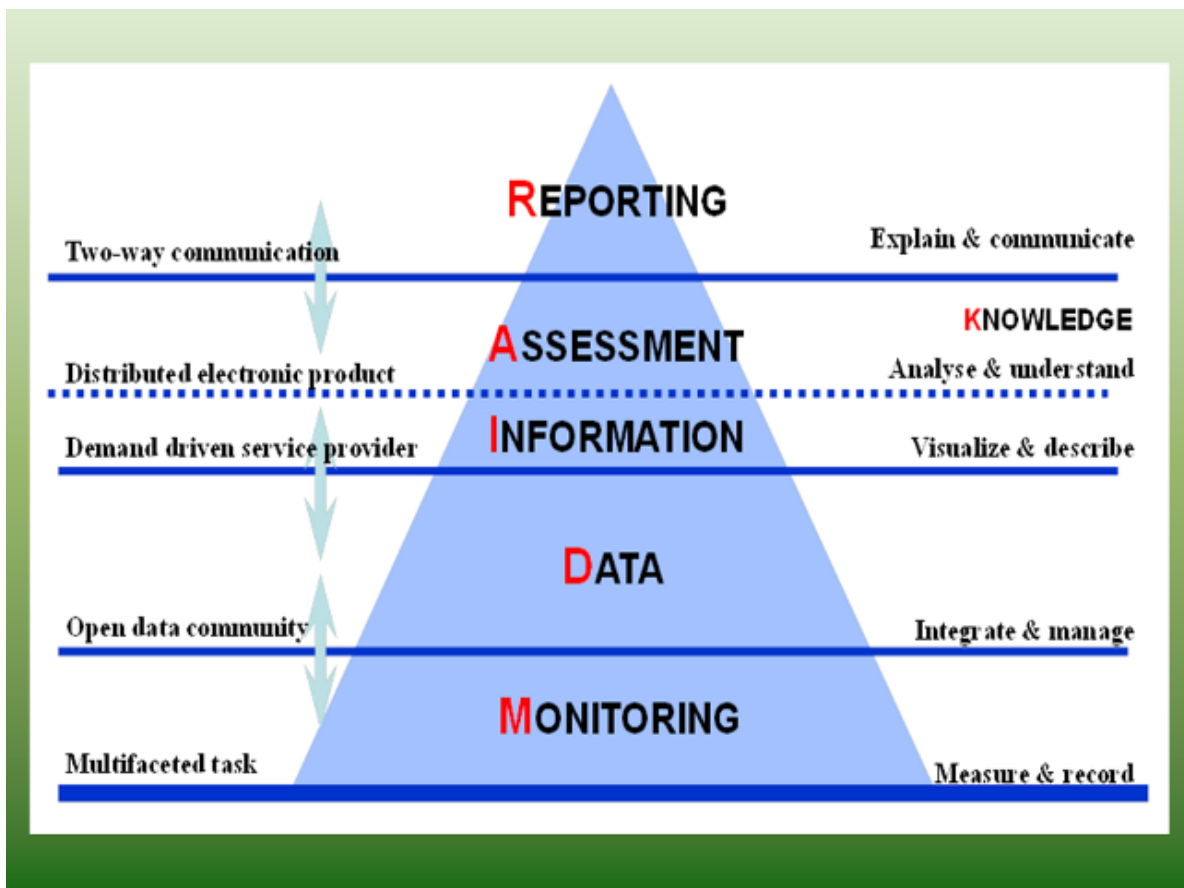 REPORTING
Two-way communication
Explain & communicate
KNOWLEDGE
ASSESSMENT
Distributed electronic product
Analyse & understand
INFORMATION
Demand driven service provider
Visualize & describe
DATA
Open data community
Integrate & manage
MONITORING
Multifaceted task
Measure & record